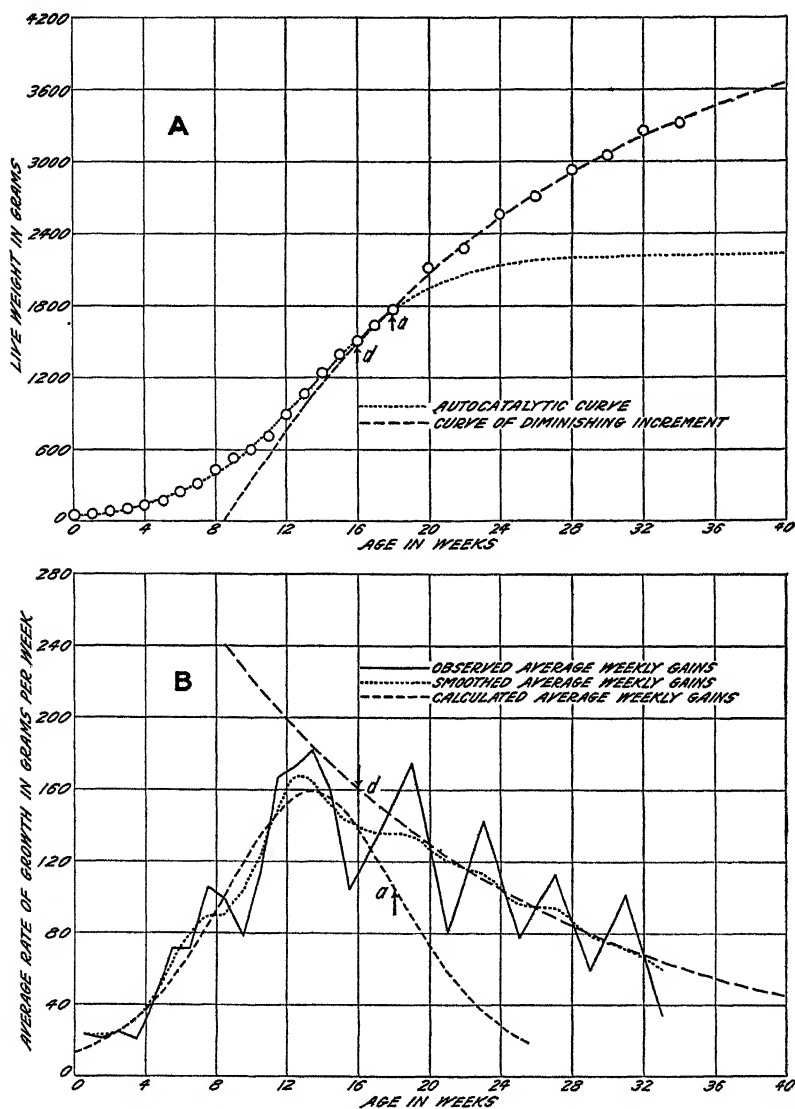 4200
3600
3000
2400
1800
1200
600
0
LIVE WEIGHT IN GRAMS
A
a
d
AUTOCATALYTIC CURVE
CURVE OF DIMINISHING INCREMENT
0 4 8 12 16 20 24 28 32 36 40
AGE IN WEEKS
280
240
200
160
120
80
40
0
AVERAGE RATE OF GROWTH IN GRAMS PER WEEK
B
OBSERVED AVERAGE WEEKLY GAINS
SMOOTHED AVERAGE WEEKLY GAINS
CALCULATED AVERAGE WEEKLY GAINS
d
a
0 4 8 12 16 20 24 28 32 36 40
AGE IN WEEKS